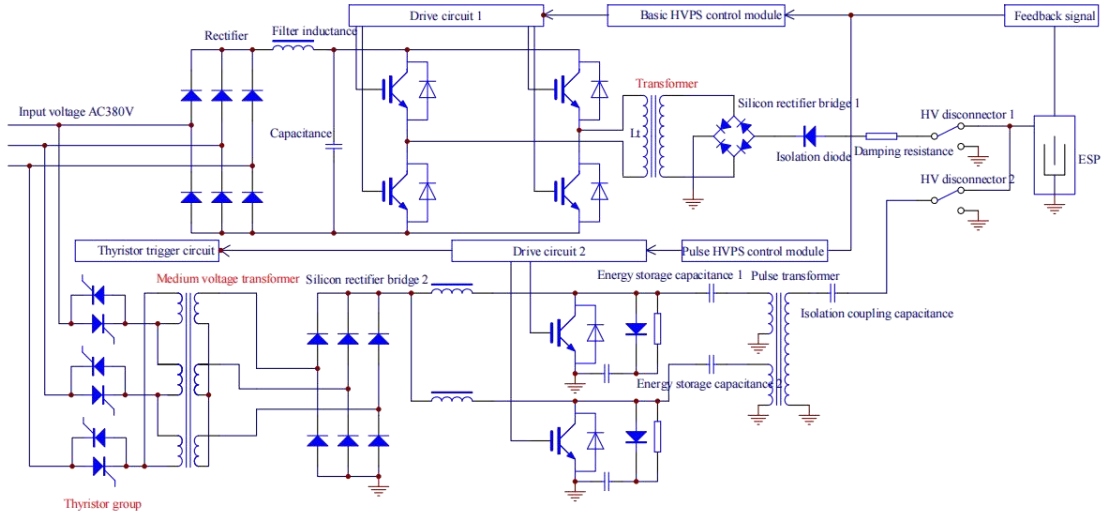 Drive circuit 1
Basic HVPS control module
Feedback signal
Rectifier
Filter inductance
Transformer
Silicon rectifier bridge 1
Input voltage AC380V
HV disconnector 1
Capacitance
Lt
Isolation diode
Damping resistance
ESP
HV disconnector 2
Thyristor trigger circuit
Drive circuit 2
Pulse HVPS control module
Medium voltage transformer
Silicon rectifier bridge 2
Energy storage capacitance 1
Pulse transformer
Isolation coupling capacitance
Energy storage capacitance 2
Thyristor group